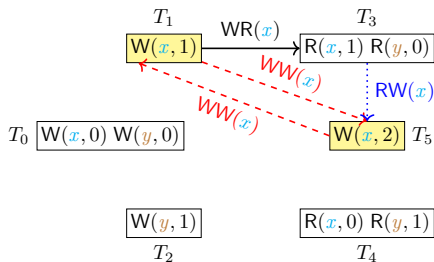 T1 T3
W(x, 1) WR(x) R(x, 1) R(y, 0)
WW(x) RW(x)
WW(x)
T0 W(x, 0) W(y, 0) W(x, 2) T5
W(y, 1) R(x, 0) R(y, 1)
T2 T4